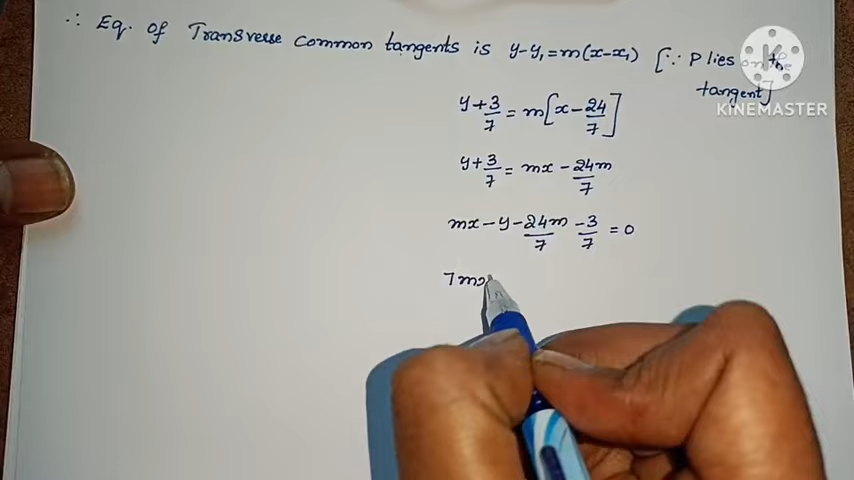 ∴ Eq. of Transverse common tangents is y-y₁=m(x-x₁) [∵ P lies on the
tangent]
KINEMASTER
y+3/7 = m[x-24/7]
y+3/7 = mx-24m/7
mx-y-24m/7-3/7=0
7mx